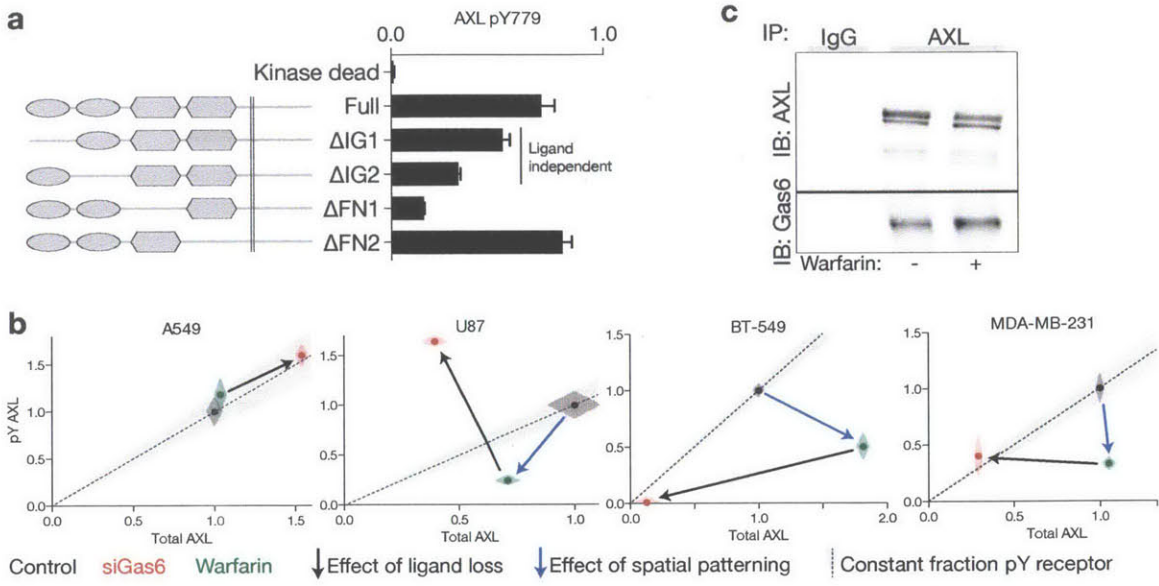 a
AXL pY779
0.0 1.0
Kinase dead
Full
ΔIG1
ΔIG2
ΔFN1
ΔFN2
Ligand
independent
c
IP: IgG AXL
IB: AXL
IB: Gas6
Warfarin: - +
b
A549
pY AXL
1.5
1.0
0.5
0.0
0.0 0.5 1.0 1.5
Total AXL
U87
1.5
1.0
0.5
0.0
0.0 0.5 1.0
Total AXL
BT-549
1.5
1.0
0.5
0.0
0.0 1.0 2.0
Total AXL
MDA-MB-231
1.5
1.0
0.5
0.0
0.0 0.5 1.0
Total AXL
Control siGas6 Warfarin Effect of ligand loss Effect of spatial patterning Constant fraction pY receptor